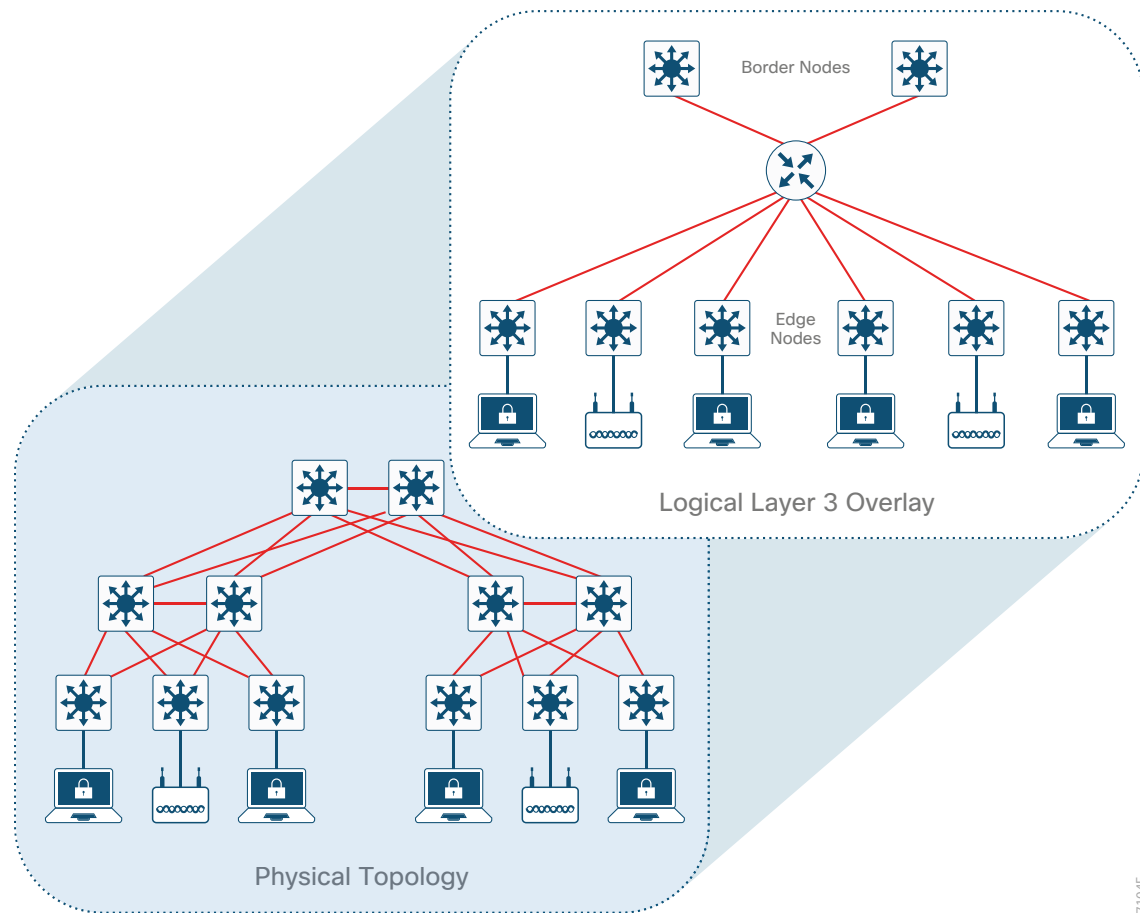 Border Nodes
Edge
Nodes
Logical Layer 3 Overlay
Physical Topology